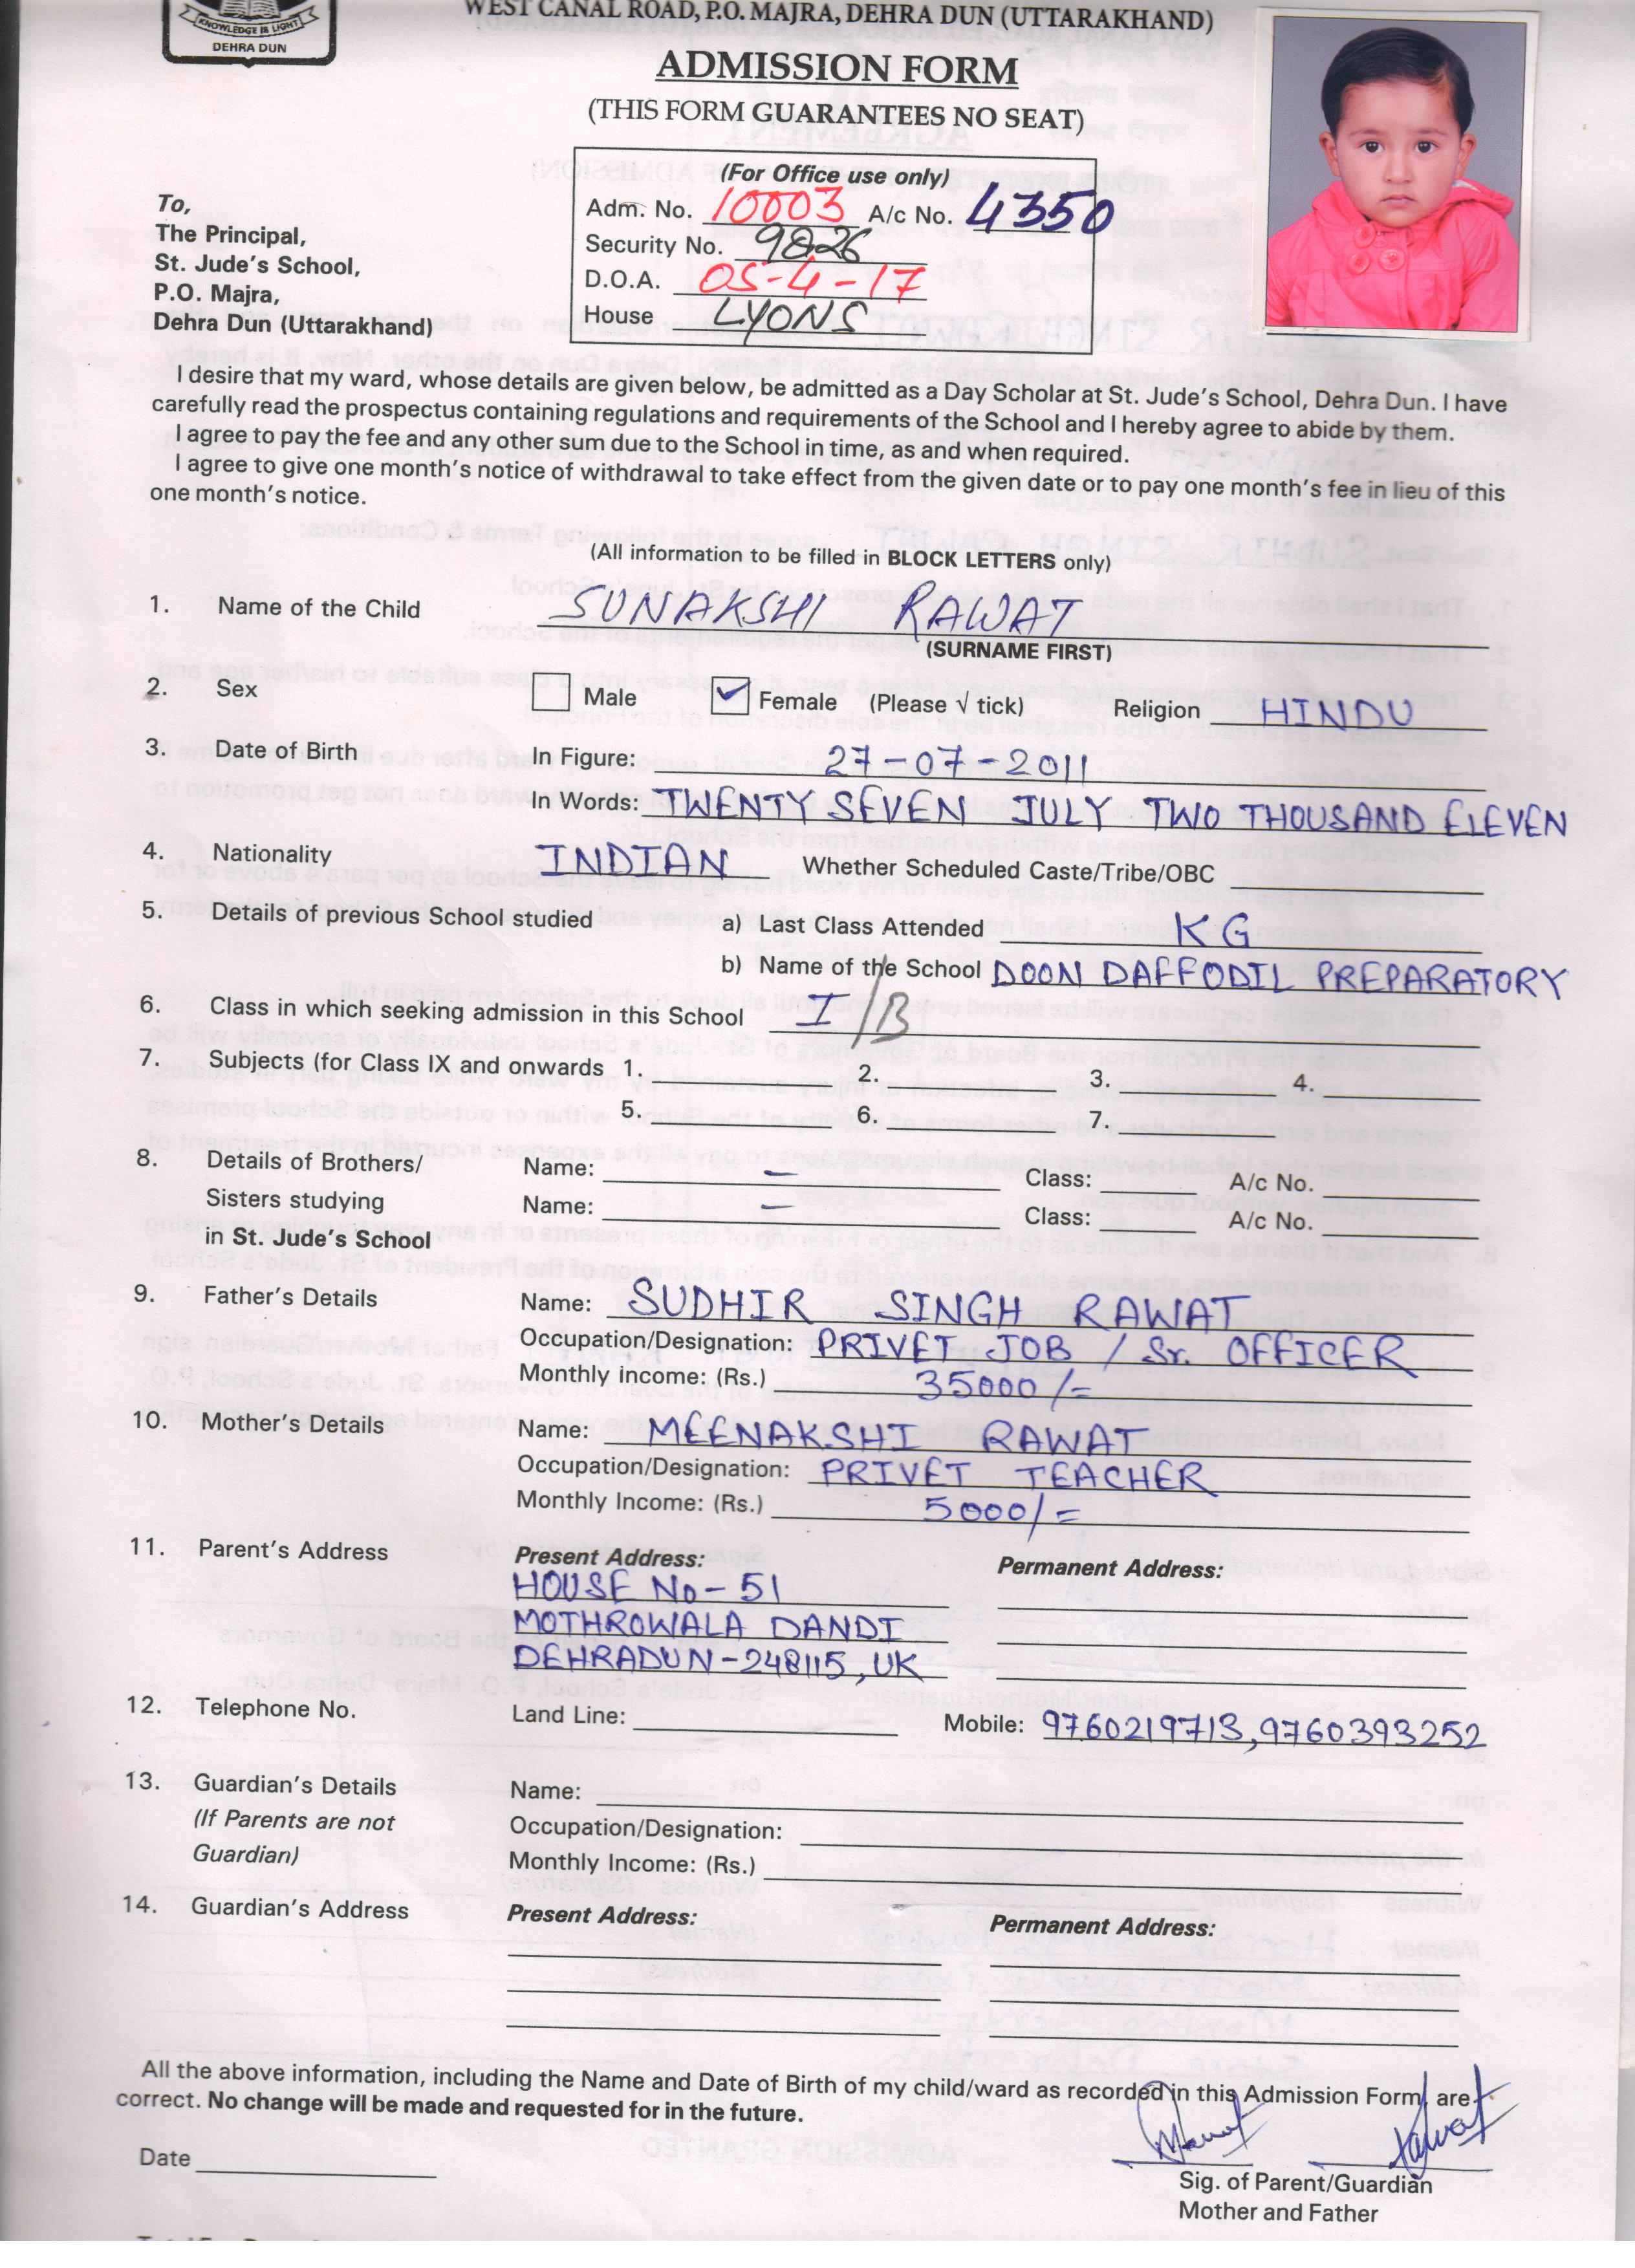 KNOWLEDGE IS LIGHT
DEHRA DUN
WEST CANAL ROAD, P.O. MAJRA, DEHRA DUN (UTTARAKHAND)
ADMISSION FORM
(THIS FORM GUARANTEES NO SEAT)
(For Office use only)
Adm. No. 10003 A/c No. 4350
Security No. 9826
D.O.A. 05-4-17
House LYONS
To,
The Principal,
St. Jude's School,
P.O. Majra,
Dehra Dun (Uttarakhand)
I desire that my ward, whose details are given below, be admitted as a Day Scholar at St. Jude's School, Dehra Dun. I have
carefully read the prospectus containing regulations and requirements of the School and I hereby agree to abide by them.
I agree to pay the fee and any other sum due to the School in time, as and when required.
I agree to give one month's notice of withdrawal to take effect from the given date or to pay one month's fee in lieu of this
one month's notice.
(All information to be filled in BLOCK LETTERS only)
1. Name of the Child SUNAKSHI RAWAT
(SURNAME FIRST)
2. Sex Male Female (Please √ tick) Religion HINDU
3. Date of Birth In Figure: 27-07-2011
In Words: TWENTY SEVEN JULY TWO THOUSAND ELEVEN
4. Nationality INDIAN Whether Scheduled Caste/Tribe/OBC
5. Details of previous School studied a) Last Class Attended KG
b) Name of the School DOON DAFFODIL PREPARATORY
6. Class in which seeking admission in this School I/B
7. Subjects (for Class IX and onwards 1. 2. 3. 4.
5. 6. 7.
8. Details of Brothers/ Name: – Class: A/c No.
Sisters studying Name: – Class: A/c No.
in St. Jude's School
9. Father's Details Name: SUDHIR SINGH RAWAT
Occupation/Designation: PRIVET JOB / Sr. OFFICER
Monthly income: (Rs.) 35000/=
10. Mother's Details Name: MEENAKSHI RAWAT
Occupation/Designation: PRIVET TEACHER
Monthly Income: (Rs.) 5000/=
11. Parent's Address Present Address: Permanent Address:
HOUSE No-51
MOTHROWALA DANDI
DEHRADUN-248115, UK
12. Telephone No. Land Line: Mobile: 9760219713, 9760393252
13. Guardian's Details Name:
(If Parents are not Occupation/Designation:
Guardian) Monthly Income: (Rs.)
14. Guardian's Address Present Address: Permanent Address:
All the above information, including the Name and Date of Birth of my child/ward as recorded in this Admission Form, are
correct. No change will be made and requested for in the future.
Date
Sig. of Parent/Guardian
Mother and Father